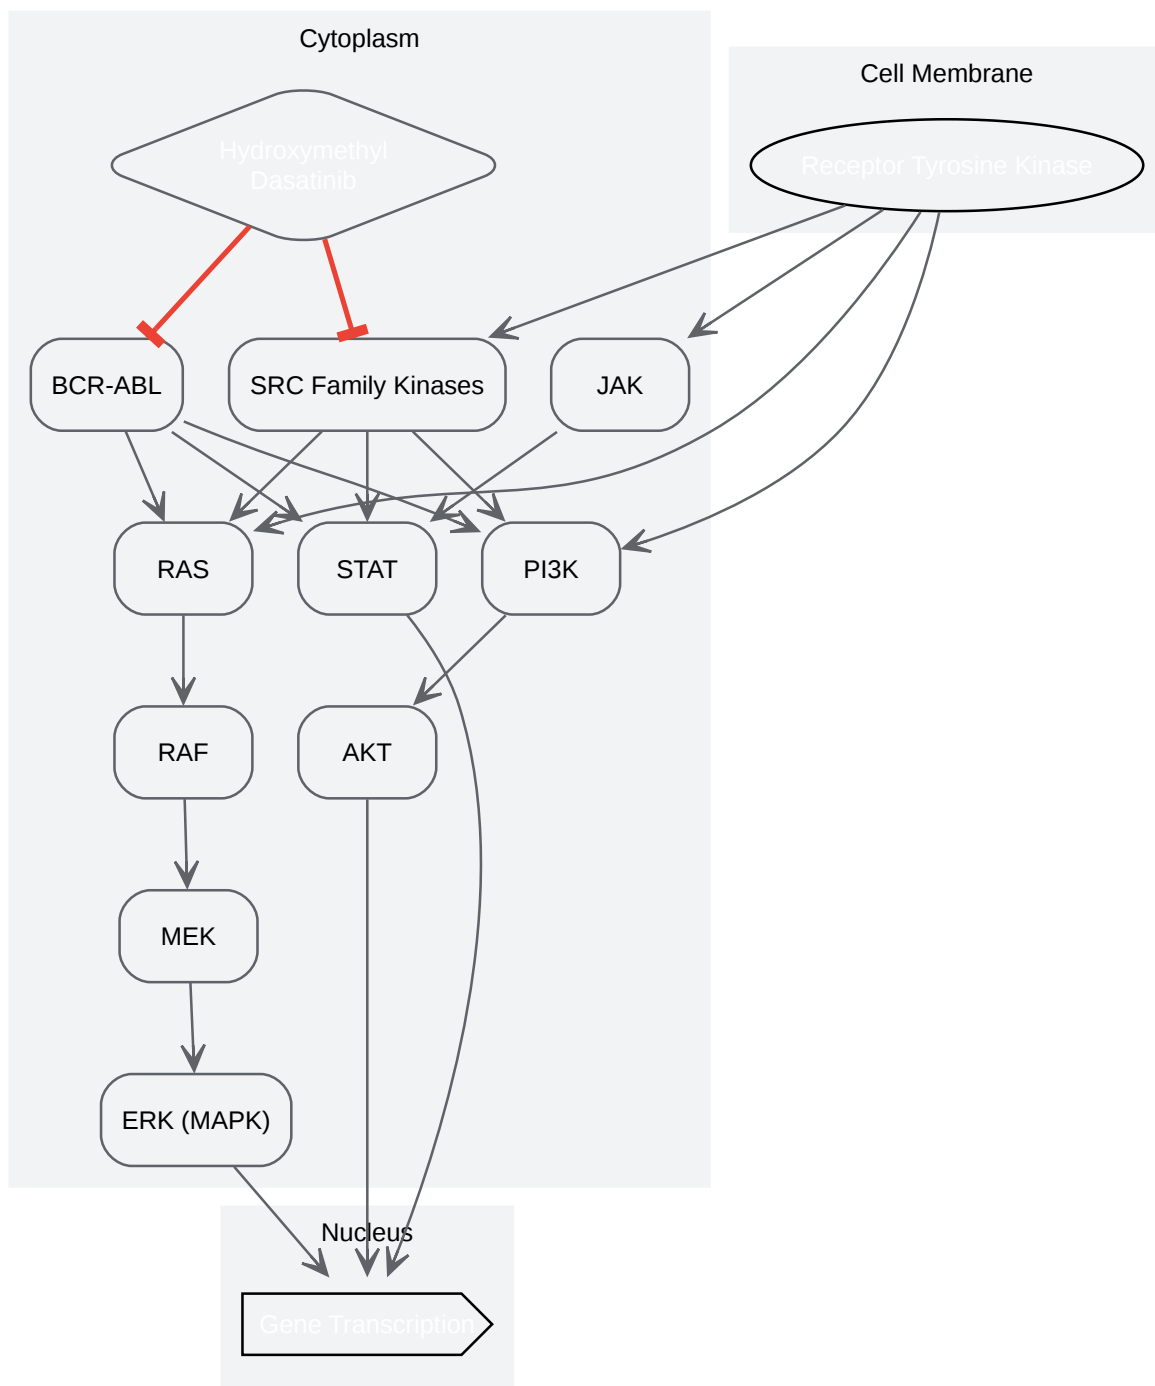 Cytoplasm
Cell Membrane
Hydroxymethyl
Dasatinib
Receptor Tyrosine Kinase
BCR-ABL
SRC Family Kinases
JAK
RAS
STAT
PI3K
RAF
AKT
MEK
ERK (MAPK)
Nucleus
Gene Transcription